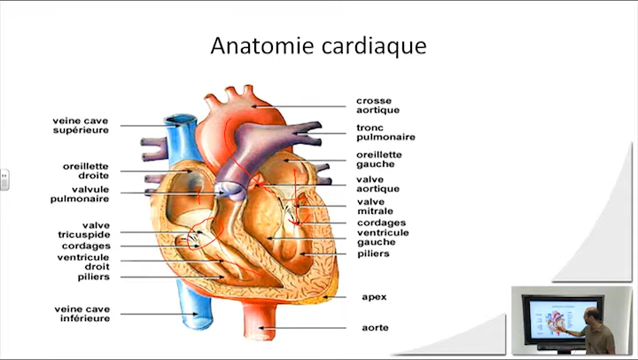 Anatomie cardiaque
veine cave
supérieure
oreillette
droite
valvule
pulmonaire
valve
tricuspide
cordages
ventricule
droit
piliers
veine cave
inférieure
crosse
aortique
tronc
pulmonaire
oreillette
gauche
valve
aortique
valve
mitrale
cordages
ventricule
gauche
piliers
apex
aorte